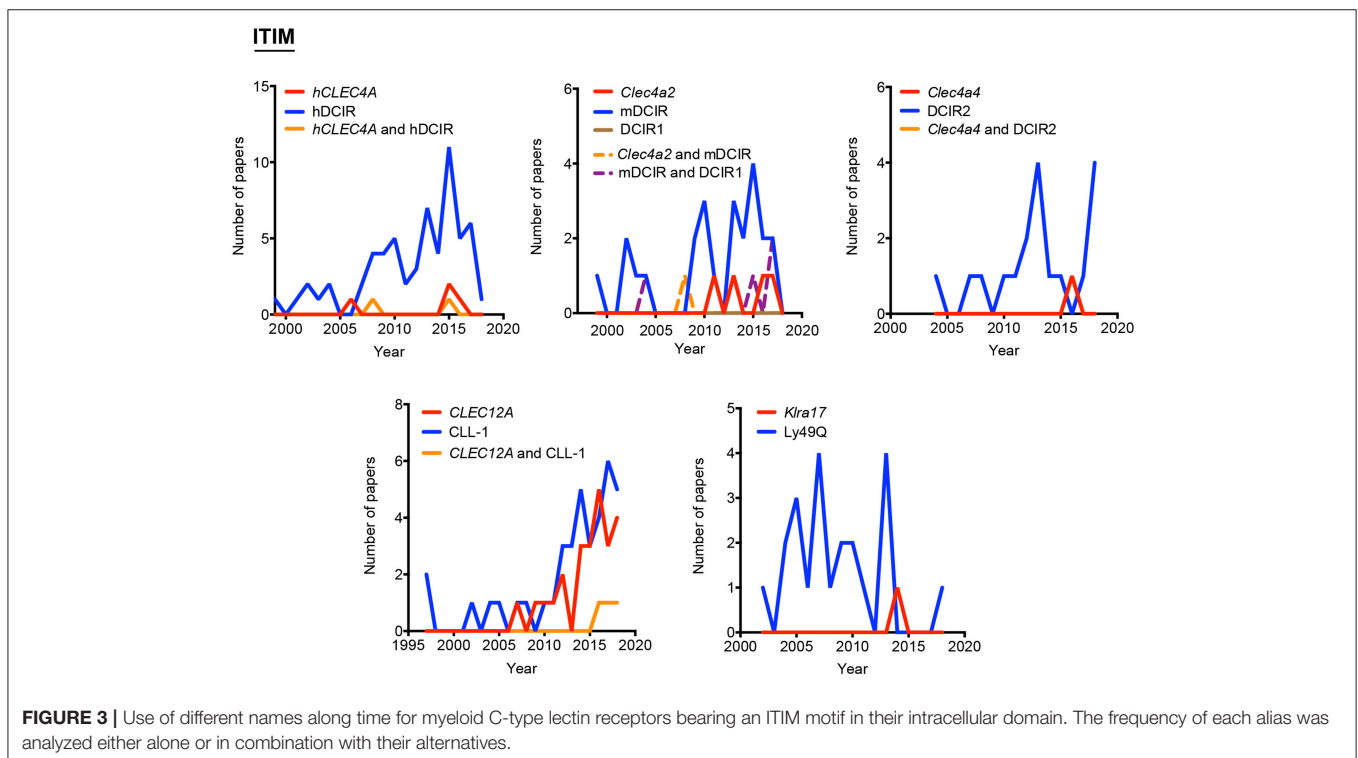 ITIM
hCLEC4A
hDCIR
hCLEC4A and hDCIR
15
10
5
0
Number of papers
2000 2005 2010 2015 2020
Year
Clec4a2
mDCIR
DCIR1
Clec4a2 and mDCIR
mDCIR and DCIR1
6
4
2
0
Number of papers
2000 2005 2010 2015 2020
Year
Clec4a4
DCIR2
Clec4a4 and DCIR2
6
4
2
0
Number of papers
2000 2005 2010 2015 2020
Year
CLEC12A
CLL-1
CLEC12A and CLL-1
8
6
4
2
0
Number of papers
1995 2000 2005 2010 2015 2020
Year
Klra17
Ly49Q
5
4
3
2
1
0
Number of papers
2000 2005 2010 2015 2020
Year
FIGURE 3 | Use of different names along time for myeloid C-type lectin receptors bearing an ITIM motif in their intracellular domain. The frequency of each alias was
analyzed either alone or in combination with their alternatives.